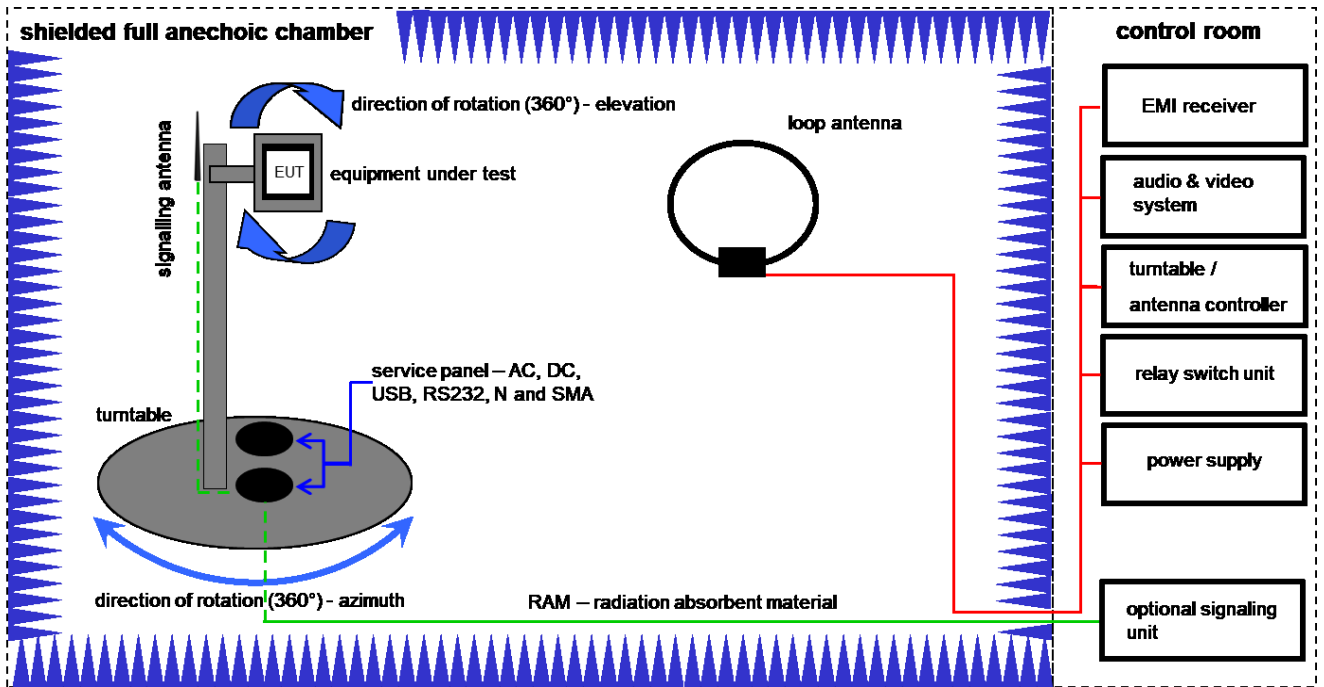 shielded full anechoic chamber
control room
direction of rotation (360°) - elevation
signalling antenna
EUT
equipment under test
loop antenna
EMI receiver
audio & video
system
turntable /
antenna controller
relay switch unit
power supply
service panel – AC, DC,
USB, RS232, N and SMA
turntable
direction of rotation (360°) - azimuth
RAM – radiation absorbent material
optional signaling
unit